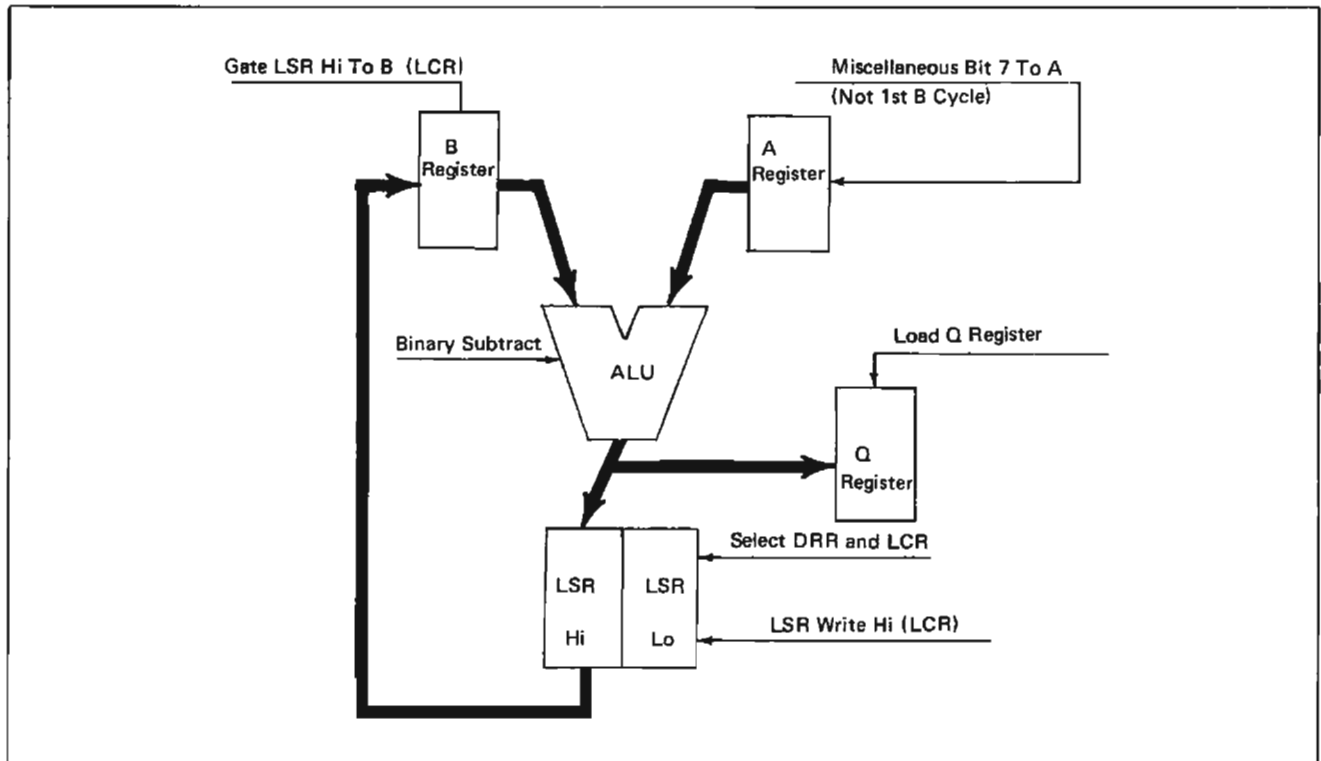 Gate LSR Hi To B (LCR)
Miscellaneous Bit 7 To A
(Not 1st B Cycle)
B
Register
A
Register
Binary Subtract
ALU
Load Q Register
Q
Register
Select DRR and LCR
LSR
Hi
LSR
Lo
LSR Write Hi (LCR)